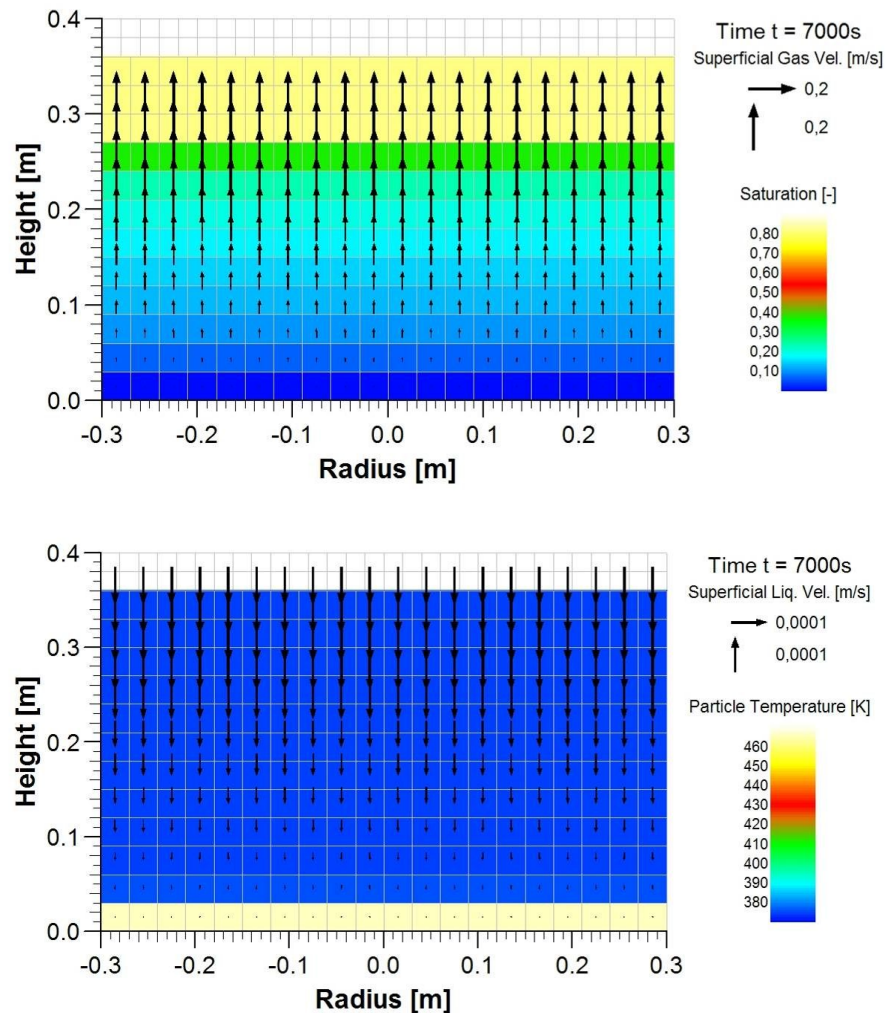 Time t = 7000s
Superficial Gas Vel. [m/s]
0,2
0,2
Saturation [-]
0,80
0,70
0,60
0,50
0,40
0,30
0,20
0,10
Height [m]
0.4
0.3
0.2
0.1
0.0
-0.3 -0.2 -0.1 0.0 0.1 0.2 0.3
Radius [m]
Time t = 7000s
Superficial Liq. Vel. [m/s]
0,0001
0,0001
Particle Temperature [K]
460
450
440
430
420
410
400
390
380
Height [m]
0.4
0.3
0.2
0.1
0.0
-0.3 -0.2 -0.1 0.0 0.1 0.2 0.3
Radius [m]